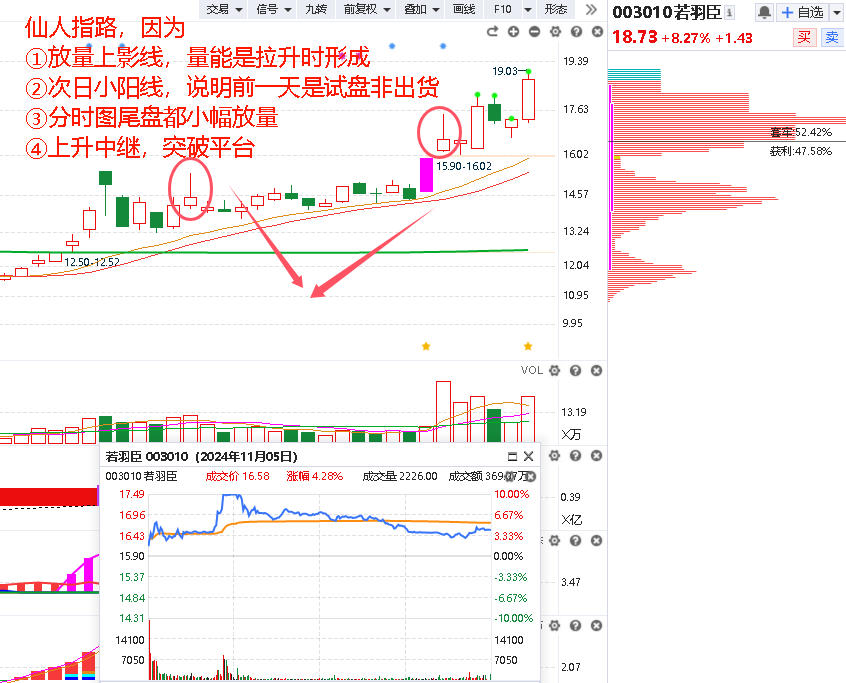 交易 信号 九转 前复权 叠加 画线 F10 形态
003010若羽臣 自选
18.73 +8.27% +1.43 买 卖
仙人指路，因为
①放量上影线，量能是拉升时形成
②次日小阳线，说明前一天是试盘非出货
③分时图尾盘都小幅放量
④上升中继，突破平台
19.03
19.39
17.63
16.02
14.57
13.24
12.04
10.95
9.95
15.90-16.02
12.50-12.52
套牢:52.42%
获利:47.58%
VOL
13.19
X万
0.39
X亿
3.47
2.07
若羽臣 003010（2024年11月05日）
003010 若羽臣 成交价 16.58 涨幅 4.28% 成交量 2226.00 成交额
17.49 10.00%
16.96 6.67%
16.43 3.33%
15.90 0.00%
15.37 -3.33%
14.84 -6.67%
14.31 -10.00%
14100 14100
7050 7050